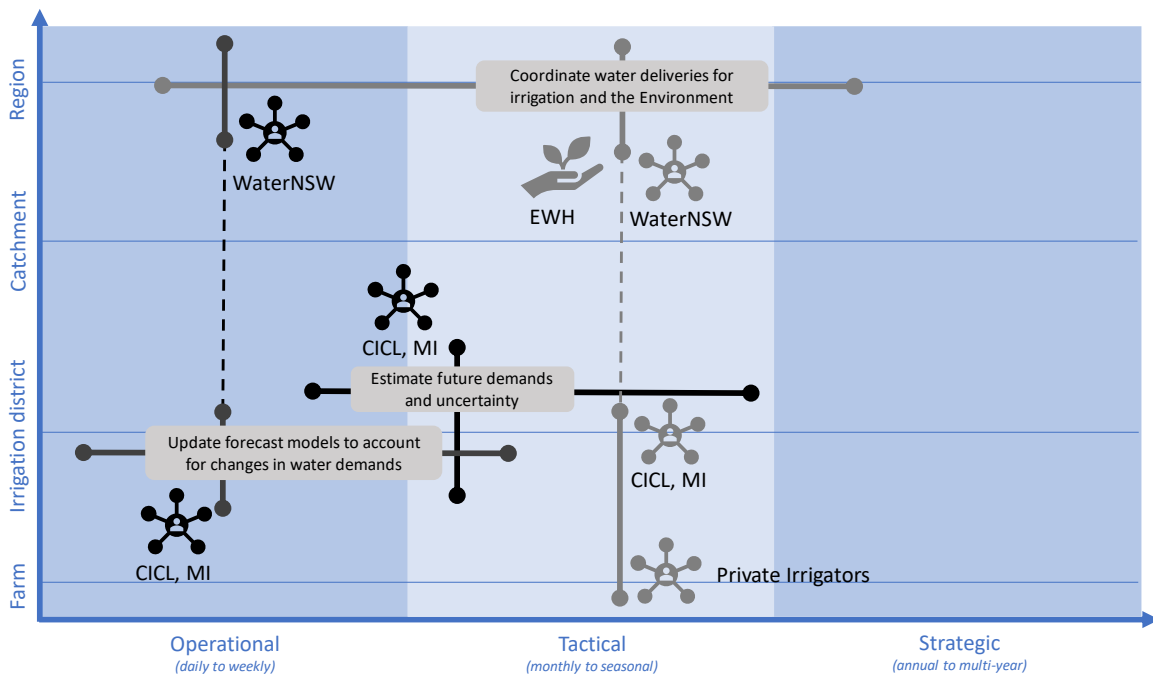 Region
Coordinate water deliveries for
irrigation and the Environment
WaterNSW
EWH
WaterNSW
Catchment
CICL, MI
Irrigation district
Estimate future demands
and uncertainty
Update forecast models to account
for changes in water demands
CICL, MI
CICL, MI
Farm
Private Irrigators
Operational
(daily to weekly)
Tactical
(monthly to seasonal)
Strategic
(annual to multi-year)